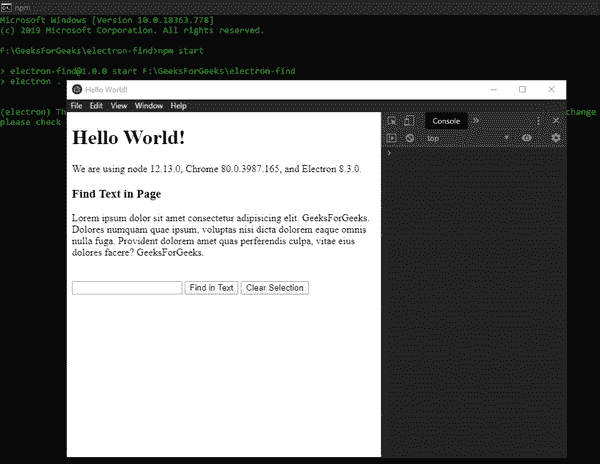 npm
Microsoft Windows [Version 10.0.18363.778]
(c) 2019 Microsoft Corporation. All rights reserved.
F:\GeeksForGeeks\electron-find>npm start
> electron-find@1.0.0 start F:\GeeksForGeeks\electron-find
> electron .
(electron) Th
change
please check
Hello World!
File Edit View Window Help
Hello World!
We are using node 12.13.0, Chrome 80.0.3987.165, and Electron 8.3.0.
Find Text in Page
Lorem ipsum dolor sit amet consectetur adipisicing elit. GeeksForGeeks.
Dolores numquam quae ipsum, voluptas nisi dicta dolorem eaque omnis
nulla fuga. Provident dolorem amet quas perferendis culpa, vitae eius
dolores facere? GeeksForGeeks.
Find in Text Clear Selection
Console
top